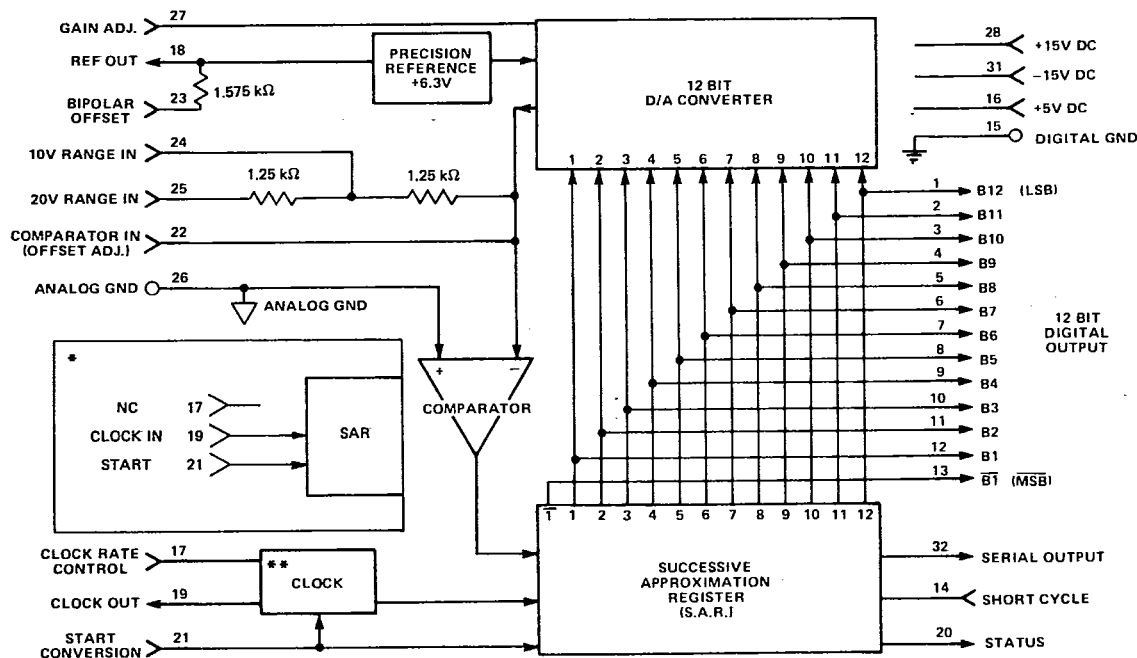 GAIN ADJ. 27
REF OUT 18
1.575 kΩ
BIPOLAR
OFFSET 23
PRECISION
REFERENCE
+6.3V
12 BIT
D/A CONVERTER
1 2 3 4 5 6 7 8 9 10 11 12
28 +15V DC
31 -15V DC
16 +5V DC
15 DIGITAL GND
10V RANGE IN 24
20V RANGE IN 25
1.25 kΩ 1.25 kΩ
COMPARATOR IN
(OFFSET ADJ.) 22
ANALOG GND 26
ANALOG GND
+ -
COMPARATOR
1 B12 (LSB)
2 B11
3 B10
4 B9
5 B8
6 B7
7 B6
8 B5
9 B4
10 B3
11 B2
12 B1
13 B̅1̅ (M̅S̅B̅)
12 BIT
DIGITAL
OUTPUT
*
NC 17
CLOCK IN 19
START 21
SAR
CLOCK RATE
CONTROL 17
CLOCK OUT 19
START
CONVERSION 21
**
CLOCK
1̅ 1 2 3 4 5 6 7 8 9 10 11 12
SUCCESSIVE
APPROXIMATION
REGISTER
(S.A.R.)
32 SERIAL OUTPUT
14 SHORT CYCLE
20 STATUS